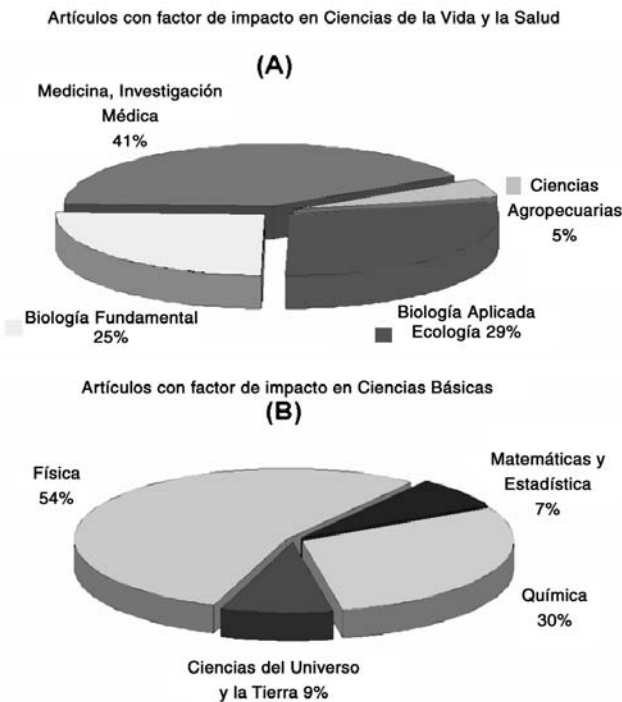 Artículos con factor de impacto en Ciencias de la Vida y la Salud
(A)
Medicina, Investigación
Médica
41%
Ciencias
Agropecuarias
5%
Biología Fundamental
25%
Biología Aplicada
Ecología 29%
Artículos con factor de impacto en Ciencias Básicas
(B)
Física
54%
Matemáticas y
Estadística
7%
Química
30%
Ciencias del Universo
y la Tierra 9%